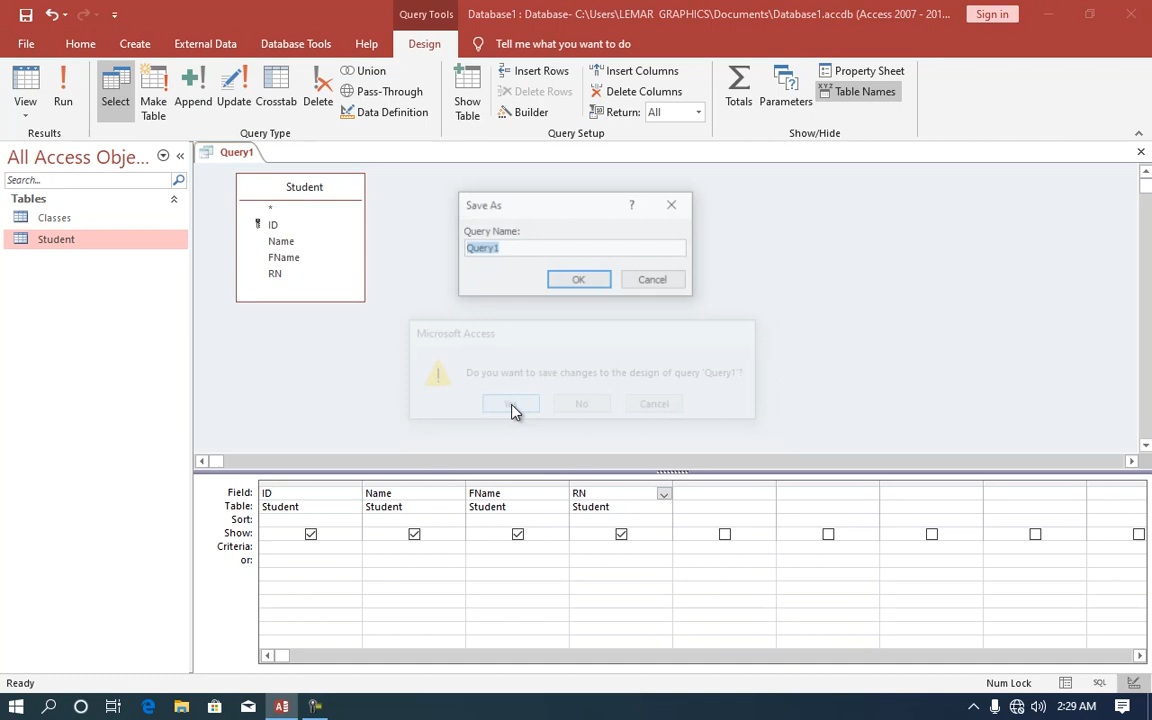 Query Tools
Database1 : Database- C:\Users\LEMAR GRAPHICS\Documents\Database1.accdb (Access 2007 - 201...
Sign in
File Home Create External Data Database Tools Help Design Tell me what you want to do
View Run Select Make Table Append Update Crosstab Delete
Union
Pass-Through
Data Definition
Show Table
Insert Rows
Delete Rows
Builder
Insert Columns
Delete Columns
Return: All
Totals Parameters
Property Sheet
XYZ Table Names
Results Query Type Query Setup Show/Hide
All Access Obje...
Search...
Tables
Classes
Student
Query1
Student
*
ID
Name
FName
RN
Save As
Query Name:
Query1
OK Cancel
Microsoft Access
Do you want to save changes to the design of query 'Query1'?
No Cancel
Field: ID Name FName RN
Table: Student Student Student Student
Sort:
Show:
Criteria:
or:
Ready
Num Lock
SQL
2:29 AM